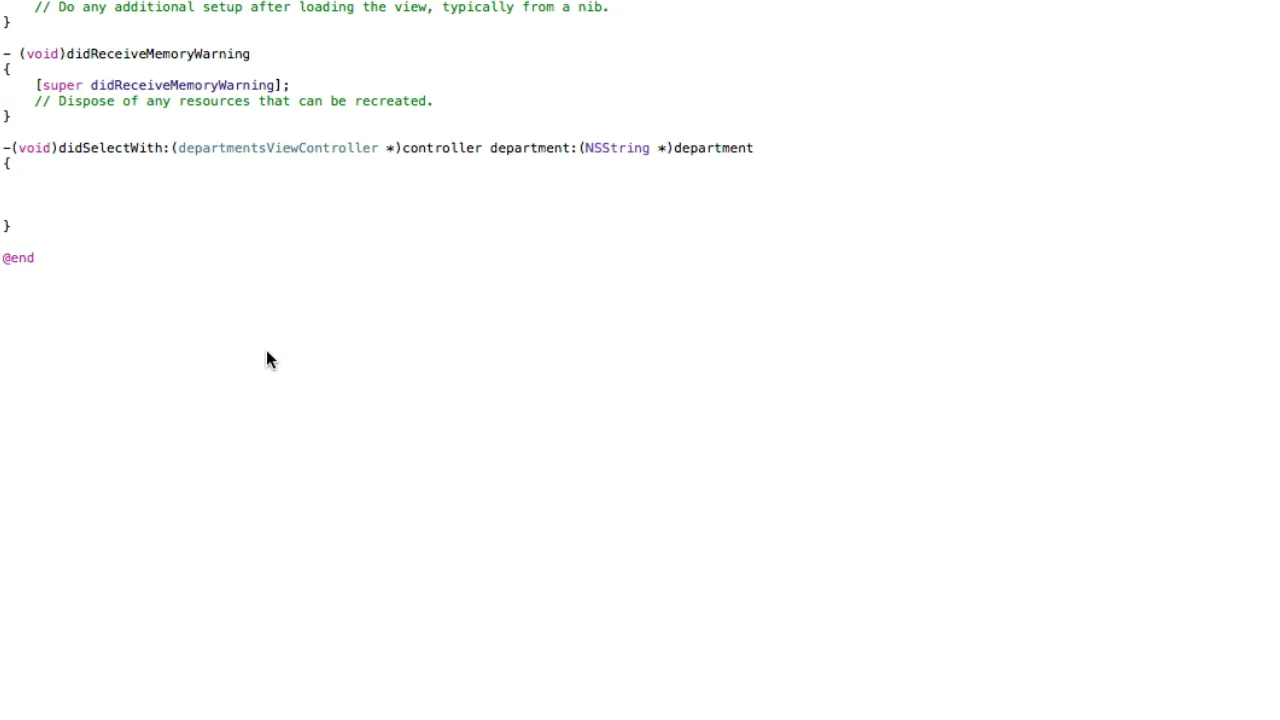 // Do any additional setup after loading the view, typically from a nib.
}
- (void)didReceiveMemoryWarning
{
[super didReceiveMemoryWarning];
// Dispose of any resources that can be recreated.
}
-(void)didSelectWith:(departmentsViewController *)controller department:(NSString *)department
{
}
@end